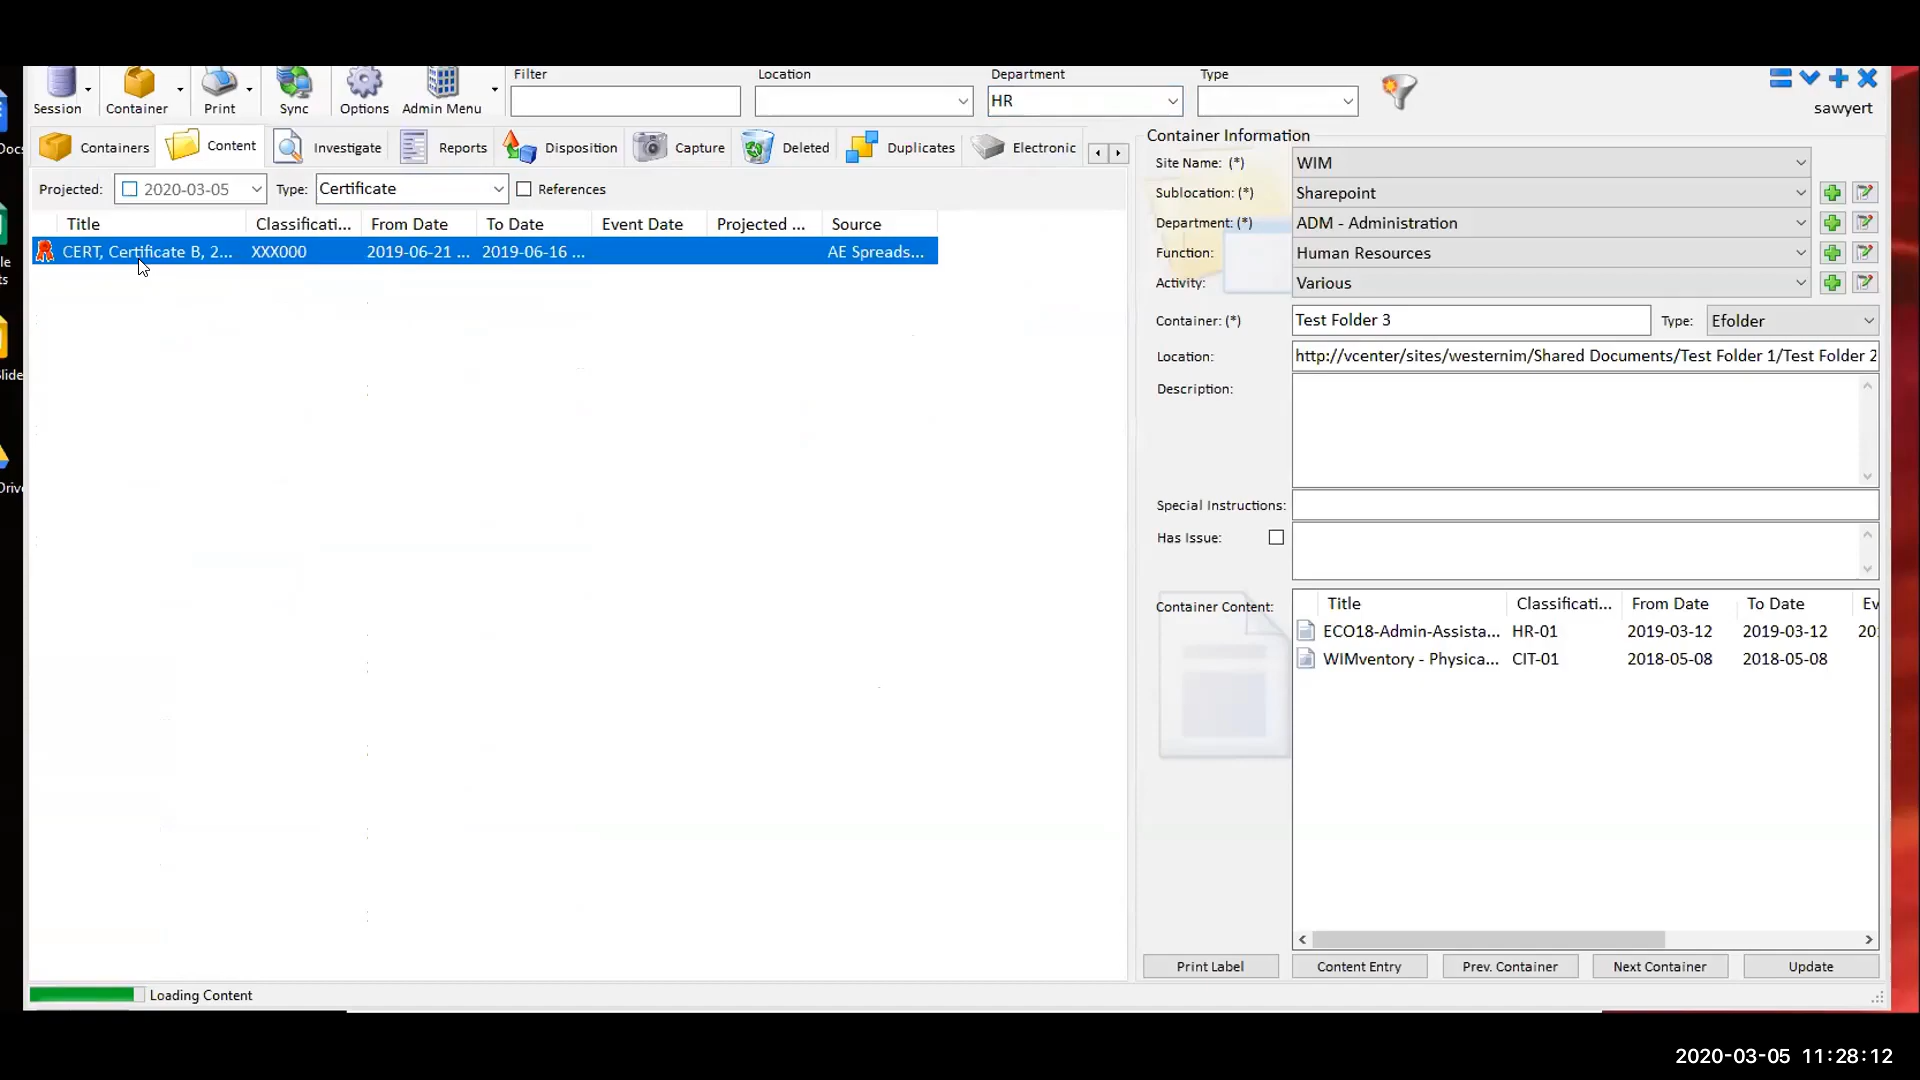 Session
Container
Print
Sync
Options
Admin Menu
Filter
Location
Department
HR
Type
sawyert
Containers
Content
Investigate
Reports
Disposition
Capture
Deleted
Duplicates
Electronic
Projected:
2020-03-05
Type:
Certificate
References
Title
Classificati...
From Date
To Date
Event Date
Projected ...
Source
CERT, Certificate B, 2...
XXX000
2019-06-21 ...
2019-06-16 ...
AE Spreads...
Container Information
Site Name: (*)
WIM
Sublocation: (*)
Sharepoint
Department: (*)
ADM - Administration
Function:
Human Resources
Activity:
Various
Container: (*)
Test Folder 3
Type:
Efolder
Location:
http://vcenter/sites/westernim/Shared Documents/Test Folder 1/Test Folder 2
Description:
Special Instructions:
Has Issue:
Container Content:
Title
Classificati...
From Date
To Date
Ev
ECO18-Admin-Assista...
HR-01
2019-03-12
2019-03-12
20
WIMventory - Physica...
CIT-01
2018-05-08
2018-05-08
Print Label
Content Entry
Prev. Container
Next Container
Update
Loading Content
2020-03-05 11:28:12